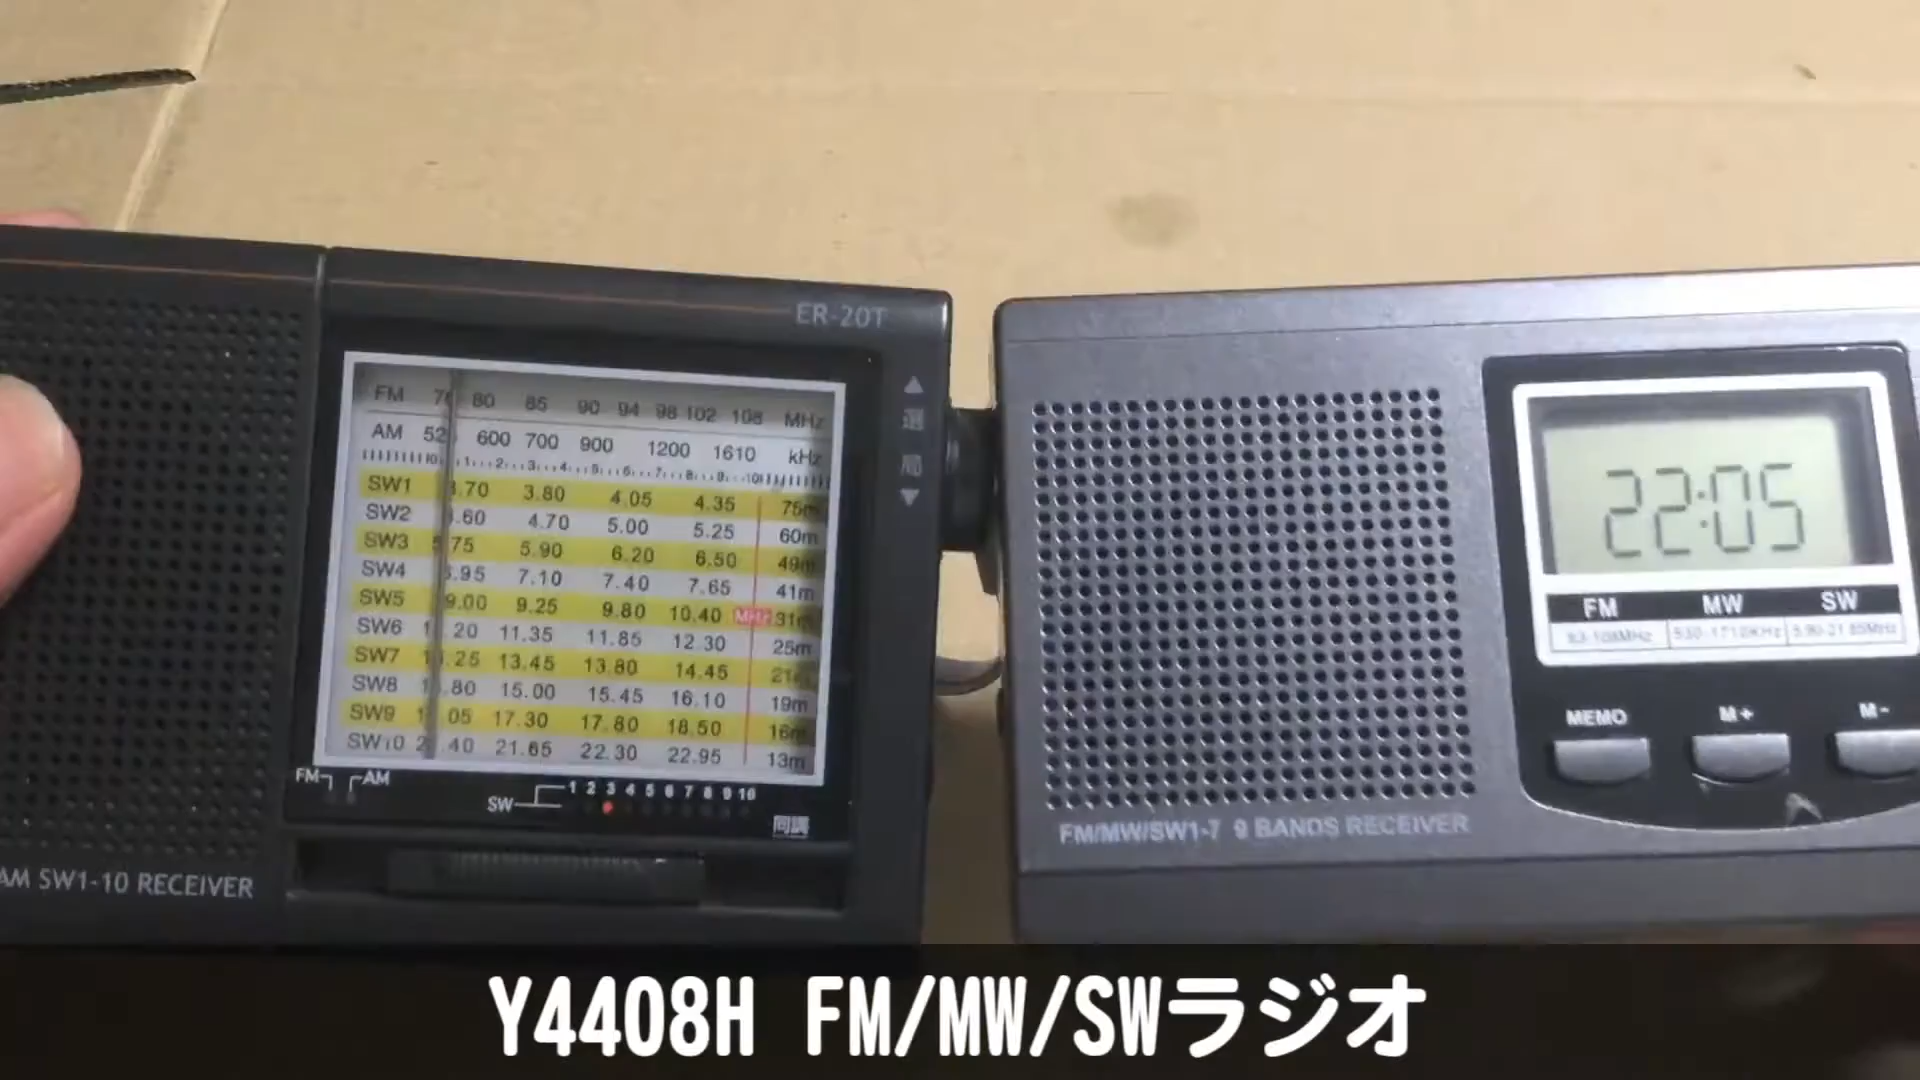 ER-20T
FM 80 85 90 94 98 102 108 MHz
AM 600 700 900 1200 1610 kHz
SW1 3.80 4.05 4.35 75m
SW2 4.70 5.00 5.25 60m
SW3 5.90 6.20 6.50 49m
SW4 7.10 7.40 7.65 41m
SW5 9.00 9.25 9.80 10.40 MHz 31m
SW6 11.35 11.85 12.30 25m
SW7 13.45 13.80 14.45
SW8 15.00 15.45 16.10 19m
SW9 17.30 17.80 18.50 16m
SW10 21.65 22.30 22.95 13m
選局
FM AM
SW 1 2 3 4 5 6 7 8 9 10
同調
AM SW1-10 RECEIVER
22:05
FM MW SW
MEMO M+ M-
FM/MW/SW1-7 9 BANDS RECEIVER
Y4408H FM/MW/SWラジオ